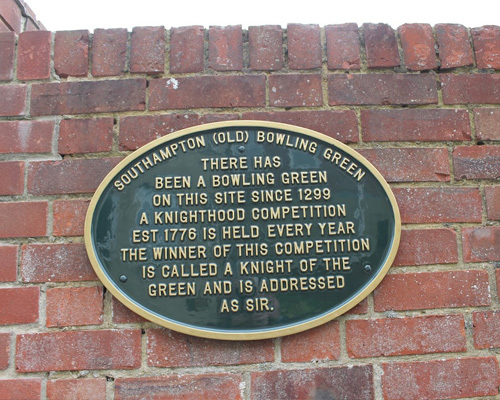 SOUTHAMPTON (OLD) BOWLING GREEN
THERE HAS
BEEN A BOWLING GREEN
ON THIS SITE SINCE 1299
A KNIGHTHOOD COMPETITION
EST 1776 IS HELD EVERY YEAR
THE WINNER OF THIS COMPETITION
IS CALLED A KNIGHT OF THE
GREEN AND IS ADDRESSED
AS SIR.